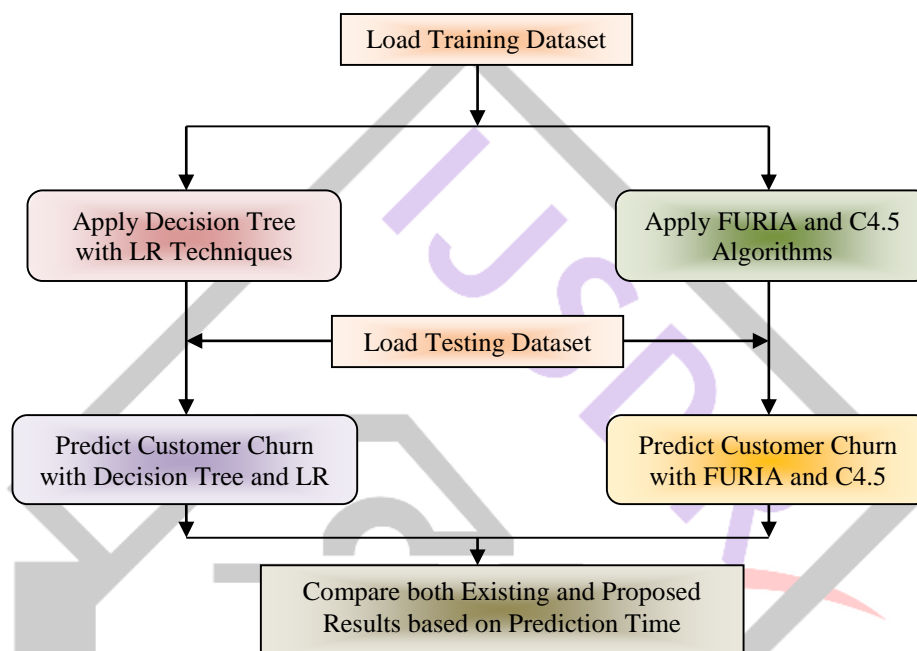 Load Training Dataset
Apply Decision Tree
with LR Techniques
Apply FURIA and C4.5
Algorithms
Load Testing Dataset
Predict Customer Churn
with Decision Tree and LR
Predict Customer Churn
with FURIA and C4.5
Compare both Existing and Proposed
Results based on Prediction Time
IJSDR